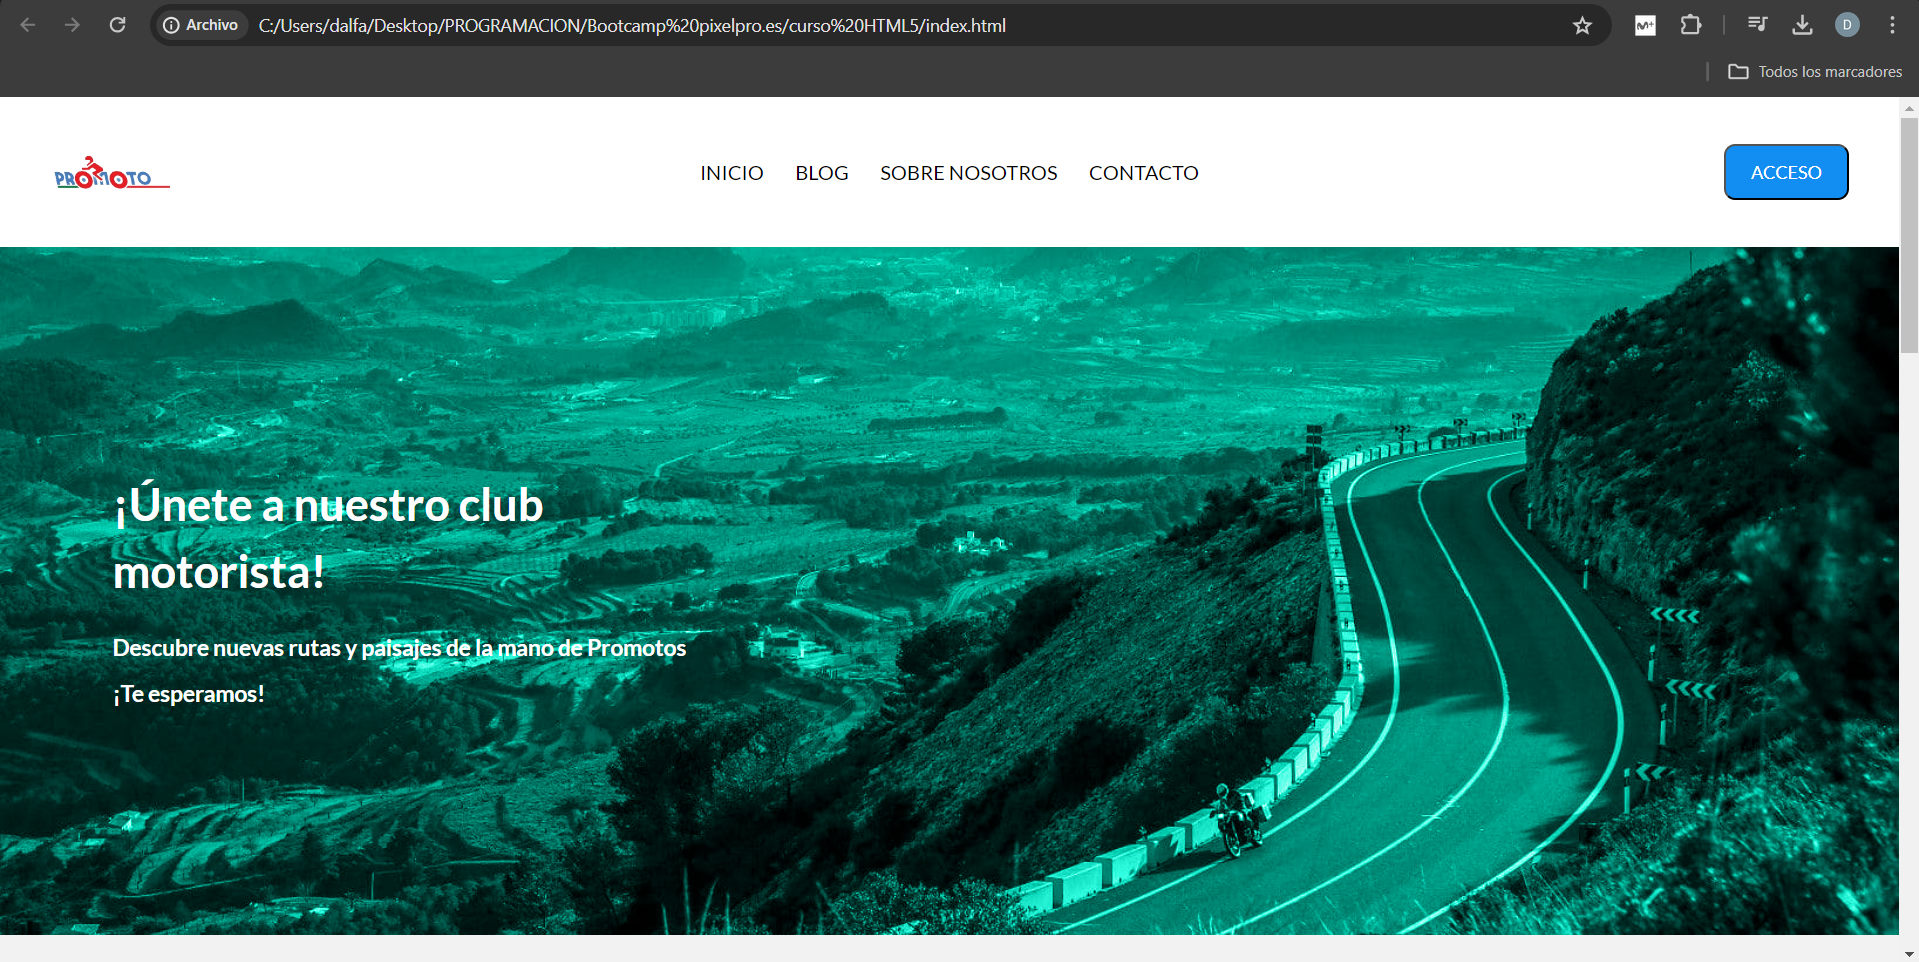 Archivo C:/Users/dalfa/Desktop/PROGRAMACION/Bootcamp%20pixelpro.es/curso%20HTML5/index.html
D
Todos los marcadores
PROMOTO
INICIO BLOG SOBRE NOSOTROS CONTACTO
ACCESO
¡Únete a nuestro club
motorista!
Descubre nuevas rutas y paisajes de la mano de Promotos
¡Te esperamos!